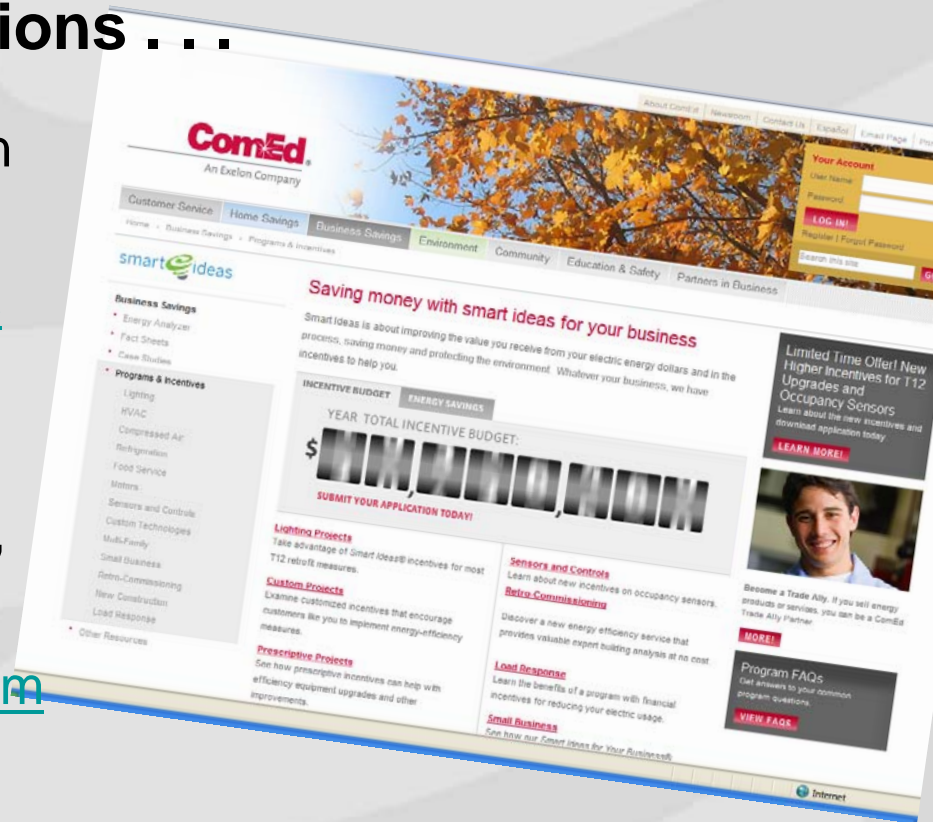 ions . . .
n
,
m
About ComEd Newsroom Contact Us Español Email Page
ComEd.
An Exelon Company
Your Account
User Name
Password
LOG IN!
Register | Forgot Password
Search this site
Customer Service Home Savings Business Savings Environment Community Education & Safety Partners in Business
Home Business Savings Programs & Incentives
smart ideas
Business Savings
Energy Analyzer
Fact Sheets
Case Studies
Programs & Incentives
Lighting
HVAC
Compressed Air
Refrigeration
Food Service
Motors
Sensors and Controls
Custom Technologies
Multi-Family
Small Business
Retro-Commissioning
New Construction
Load Response
Other Resources
Saving money with smart ideas for your business
Smart Ideas is about improving the value you receive from your electric energy dollars and in the
process, saving money and protecting the environment. Whatever your business, we have
incentives to help you.
INCENTIVE BUDGET ENERGY SAVINGS
YEAR TOTAL INCENTIVE BUDGET:
$
SUBMIT YOUR APPLICATION TODAY!
Lighting Projects
Take advantage of Smart Ideas® incentives for most
T12 retrofit measures.
Custom Projects
Examine customized incentives that encourage
customers like you to implement energy-efficiency
measures.
Prescriptive Projects
See how prescriptive incentives can help with
efficiency equipment upgrades and other
improvements.
Sensors and Controls
Learn about new incentives on occupancy sensors.
Retro-Commissioning
Discover a new energy efficiency service that
provides valuable expert building analysis at no cost.
Load Response
Learn the benefits of a program with financial
incentives for reducing your electric usage.
Small Business
See how our Smart Ideas for Your Business®
Limited Time Offer! New
Higher Incentives for T12
Upgrades and
Occupancy Sensors
Learn about the new incentives and
download application today.
LEARN MORE!
Become a Trade Ally. If you sell energy
products or services, you can be a ComEd
Trade Ally Partner.
MORE!
Program FAQs
Get answers to your common
program questions.
VIEW FAQS
Internet